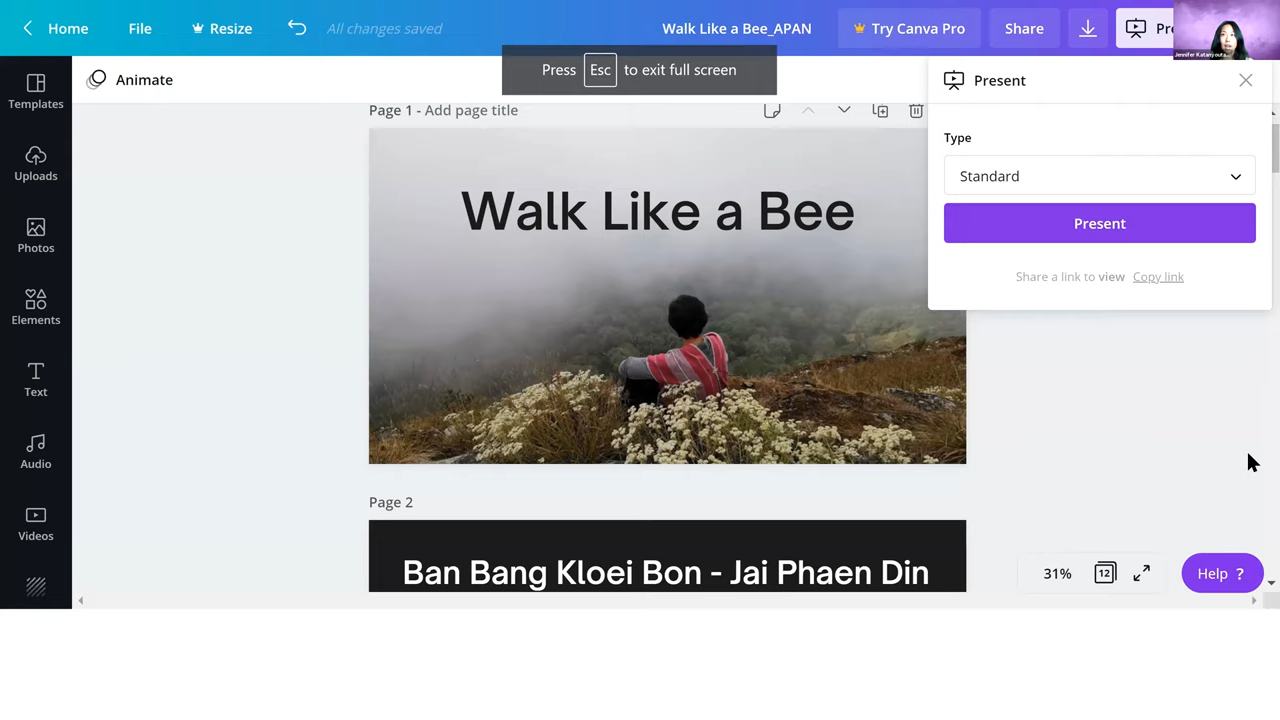 Home File Resize All changes saved Walk Like a Bee_APAN Try Canva Pro Share Pre
Press Esc to exit full screen
Animate
Present
Page 1 - Add page title
Templates
Uploads
Photos
Elements
Text
Audio
Videos
Walk Like a Bee
Type
Standard
Present
Share a link to view Copy link
Page 2
Ban Bang Kloei Bon - Jai Phaen Din
31% 12 Help ?